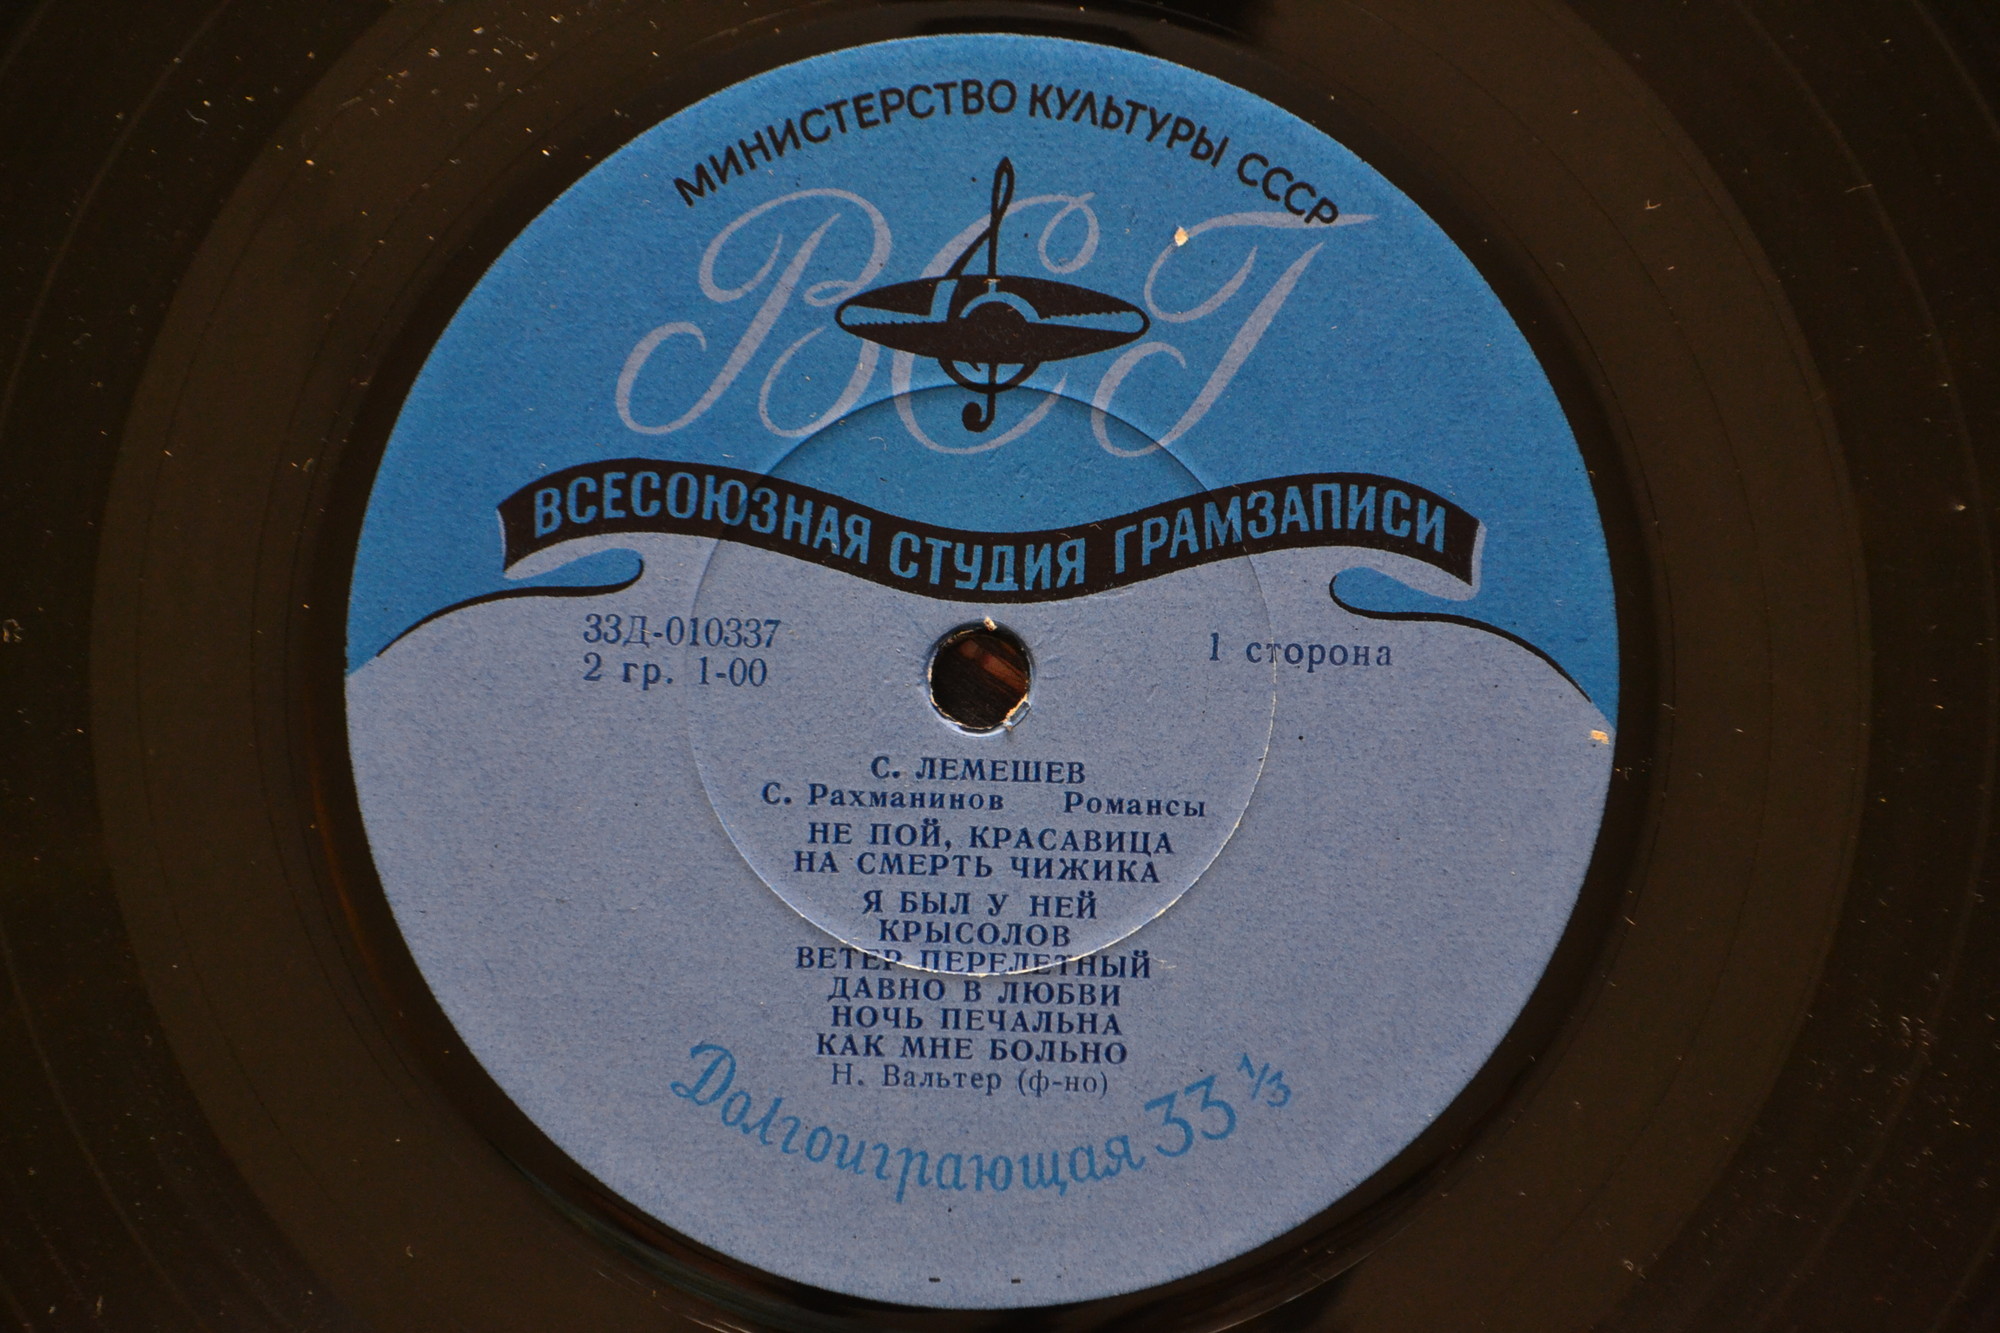 МИНИСТЕРСТВО КУЛЬТУРЫ СССР
ВСГ
ВСЕСОЮЗНАЯ СТУДИЯ ГРАМЗАПИСИ
33Д-010337
2 гр. 1-00
1 сторона
С. ЛЕМЕШЕВ
С. Рахманинов Романсы
НЕ ПОЙ, КРАСАВИЦА
НА СМЕРТЬ ЧИЖИКА
Я БЫЛ У НЕЙ
КРЫСОЛОВ
ВЕТЕР ПЕРЕЛЕТНЫЙ
ДАВНО В ЛЮБВИ
НОЧЬ ПЕЧАЛЬНА
КАК МНЕ БОЛЬНО
Н. Вальтер (ф-но)
Долгоиграющая 33 1/3